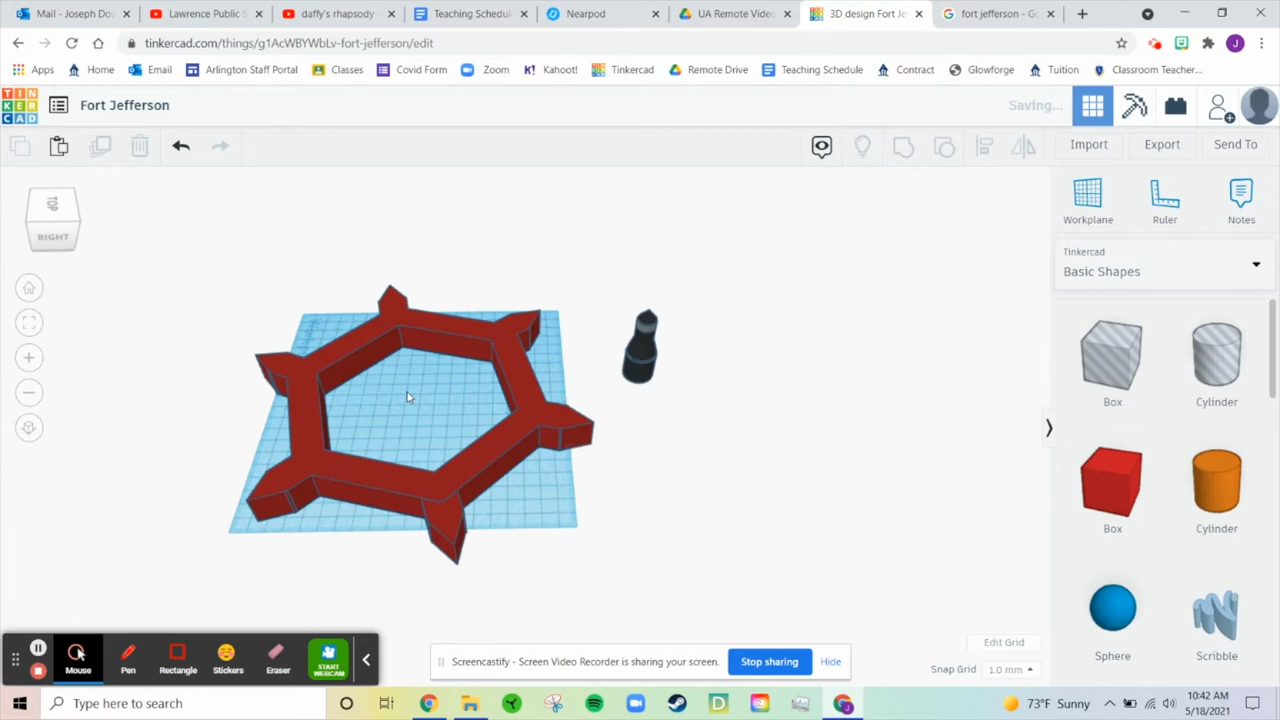 Mail - Joseph Do
Lawrence Public S
daffy's rhapsody
Teaching Schedul
Nearpod
UA Remote Video
3D design Fort Je
fort jefferson - Go
tinkercad.com/things/g1AcWBYWbLv-fort-jefferson/edit
J
Apps
Home
Email
Arlington Staff Portal
Classes
Covid Form
Zoom
Kahoot!
Tinkercad
Remote Drive
Teaching Schedule
Contract
Glowforge
Tuition
Classroom Teacher...
TIN
KER
CAD
Fort Jefferson
Saving...
Import
Export
Send To
TOP
RIGHT
Workplane
Ruler
Notes
Tinkercad
Basic Shapes
Box
Cylinder
Box
Cylinder
Sphere
Scribble
Edit Grid
Snap Grid
1.0 mm
Mouse
Pen
Rectangle
Stickers
Eraser
START
WEBCAM
Screencastify - Screen Video Recorder is sharing your screen.
Stop sharing
Hide
Type here to search
73°F Sunny
10:42 AM
5/18/2021